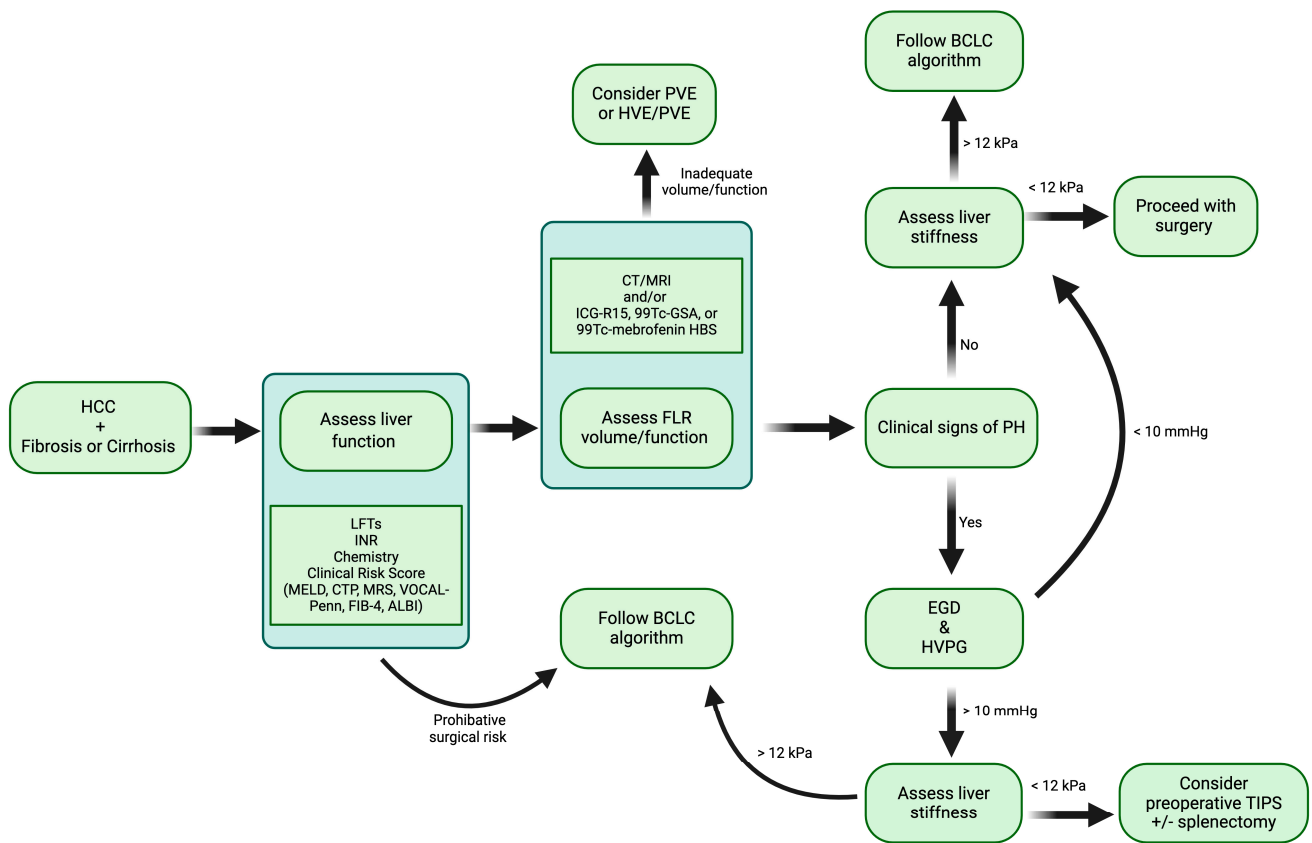 HCC
+
Fibrosis or Cirrhosis
Assess liver
function
LFTs
INR
Chemistry
Clinical Risk Score
(MELD, CTP, MRS, VOCAL-
Penn, FIB-4, ALBI)
Prohibative
surgical risk
Consider PVE
or HVE/PVE
Inadequate
volume/function
CT/MRI
and/or
ICG-R15, 99Tc-GSA, or
99Tc-mebrofenin HBS
Assess FLR
volume/function
Follow BCLC
algorithm
Follow BCLC
algorithm
> 12 kPa
Assess liver
stiffness
< 12 kPa
Proceed with
surgery
No
Clinical signs of PH
< 10 mmHg
Yes
EGD
&
HVPG
> 10 mmHg
> 12 kPa
Assess liver
stiffness
< 12 kPa
Consider
preoperative TIPS
+/- splenectomy